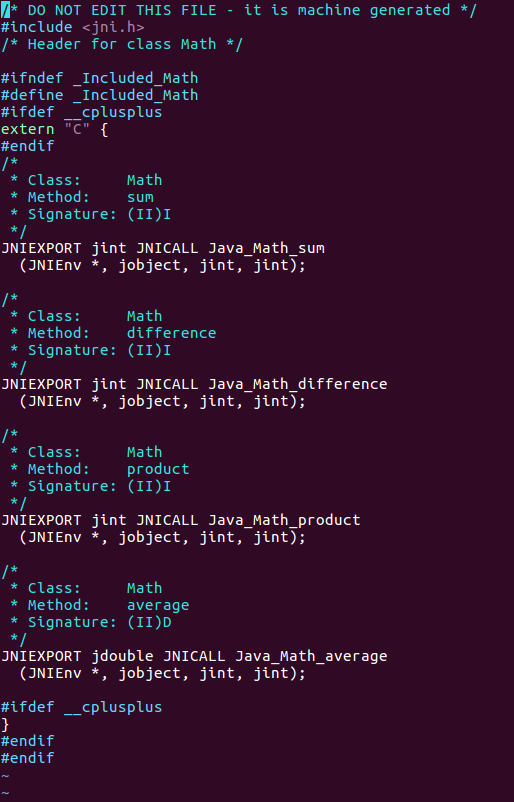 /* DO NOT EDIT THIS FILE - it is machine generated */
#include <jni.h>
/* Header for class Math */

#ifndef _Included_Math
#define _Included_Math
#ifdef __cplusplus
extern "C" {
#endif
/*
 * Class:     Math
 * Method:    sum
 * Signature: (II)I
 */
JNIEXPORT jint JNICALL Java_Math_sum
  (JNIEnv *, jobject, jint, jint);

/*
 * Class:     Math
 * Method:    difference
 * Signature: (II)I
 */
JNIEXPORT jint JNICALL Java_Math_difference
  (JNIEnv *, jobject, jint, jint);

/*
 * Class:     Math
 * Method:    product
 * Signature: (II)I
 */
JNIEXPORT jint JNICALL Java_Math_product
  (JNIEnv *, jobject, jint, jint);

/*
 * Class:     Math
 * Method:    average
 * Signature: (II)D
 */
JNIEXPORT jdouble JNICALL Java_Math_average
  (JNIEnv *, jobject, jint, jint);

#ifdef __cplusplus
}
#endif
#endif
~
~